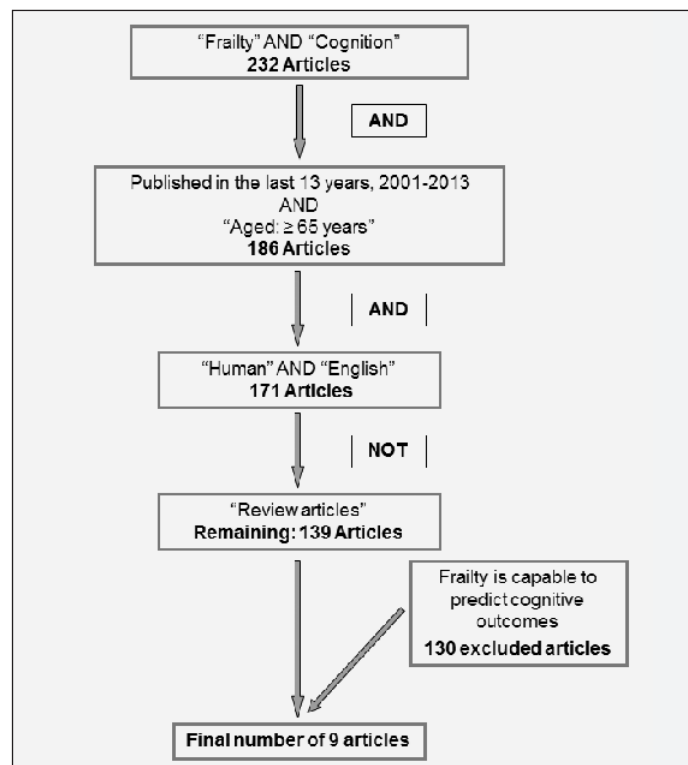 “Frailty” AND “Cognition”
232 Articles
AND
Published in the last 13 years, 2001-2013
AND
“Aged: ≥ 65 years”
186 Articles
AND
“Human” AND “English”
171 Articles
NOT
“Review articles”
Remaining: 139 Articles
Frailty is capable to
predict cognitive
outcomes
130 excluded articles
Final number of 9 articles